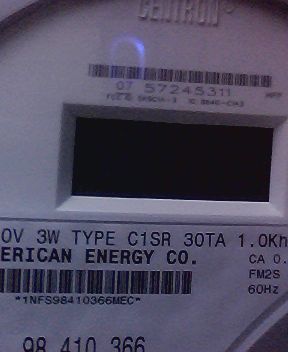 CENTRON
07 57245311
0V 3W TYPE C1SR 30TA 1.0Kh
ERICAN ENERGY CO.
CA 0.
FM2S
*1NFS98410366MEC*
60Hz
98 410 366